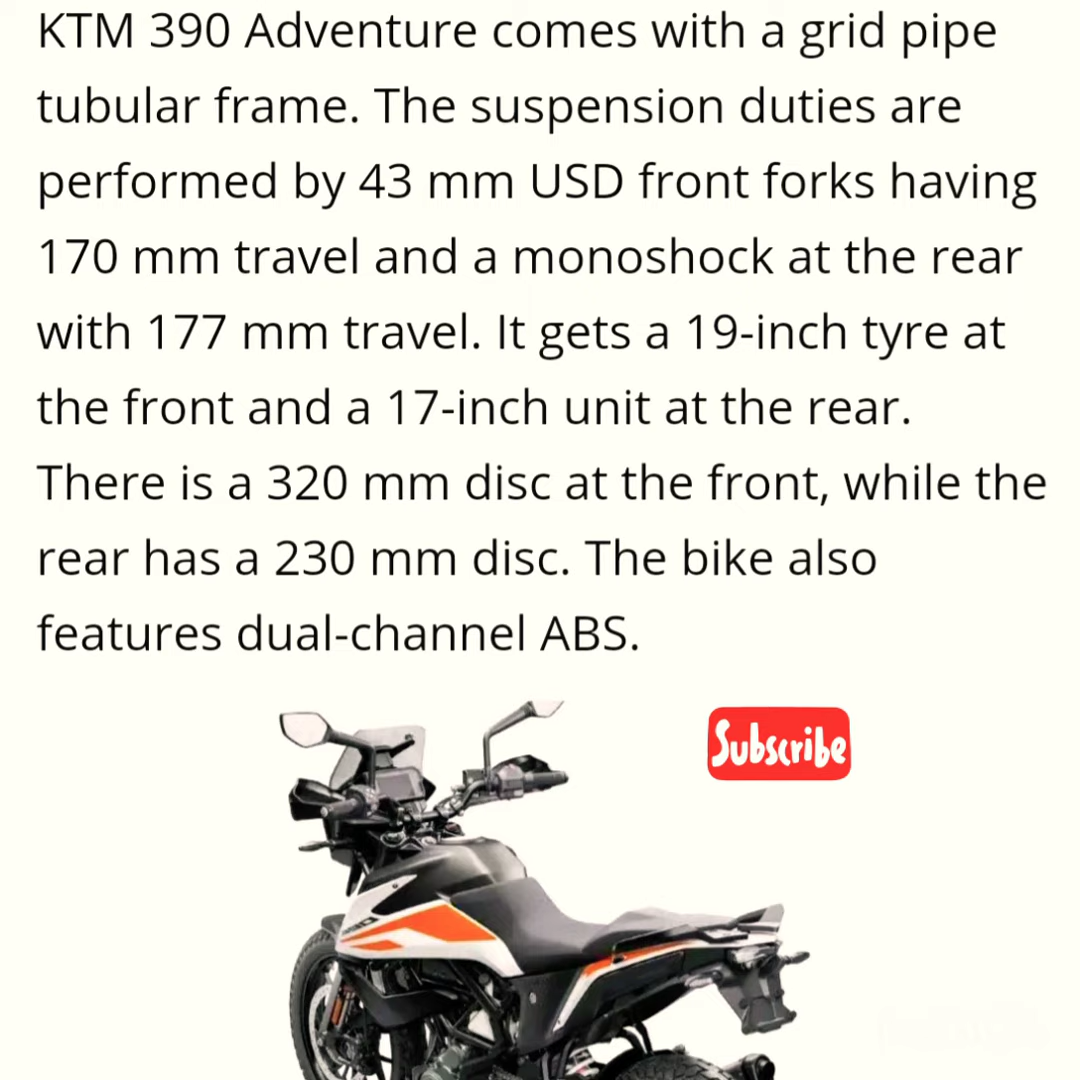 KTM 390 Adventure comes with a grid pipe
tubular frame. The suspension duties are
performed by 43 mm USD front forks having
170 mm travel and a monoshock at the rear
with 177 mm travel. It gets a 19-inch tyre at
the front and a 17-inch unit at the rear.
There is a 320 mm disc at the front, while the
rear has a 230 mm disc. The bike also
features dual-channel ABS.
Subscribe